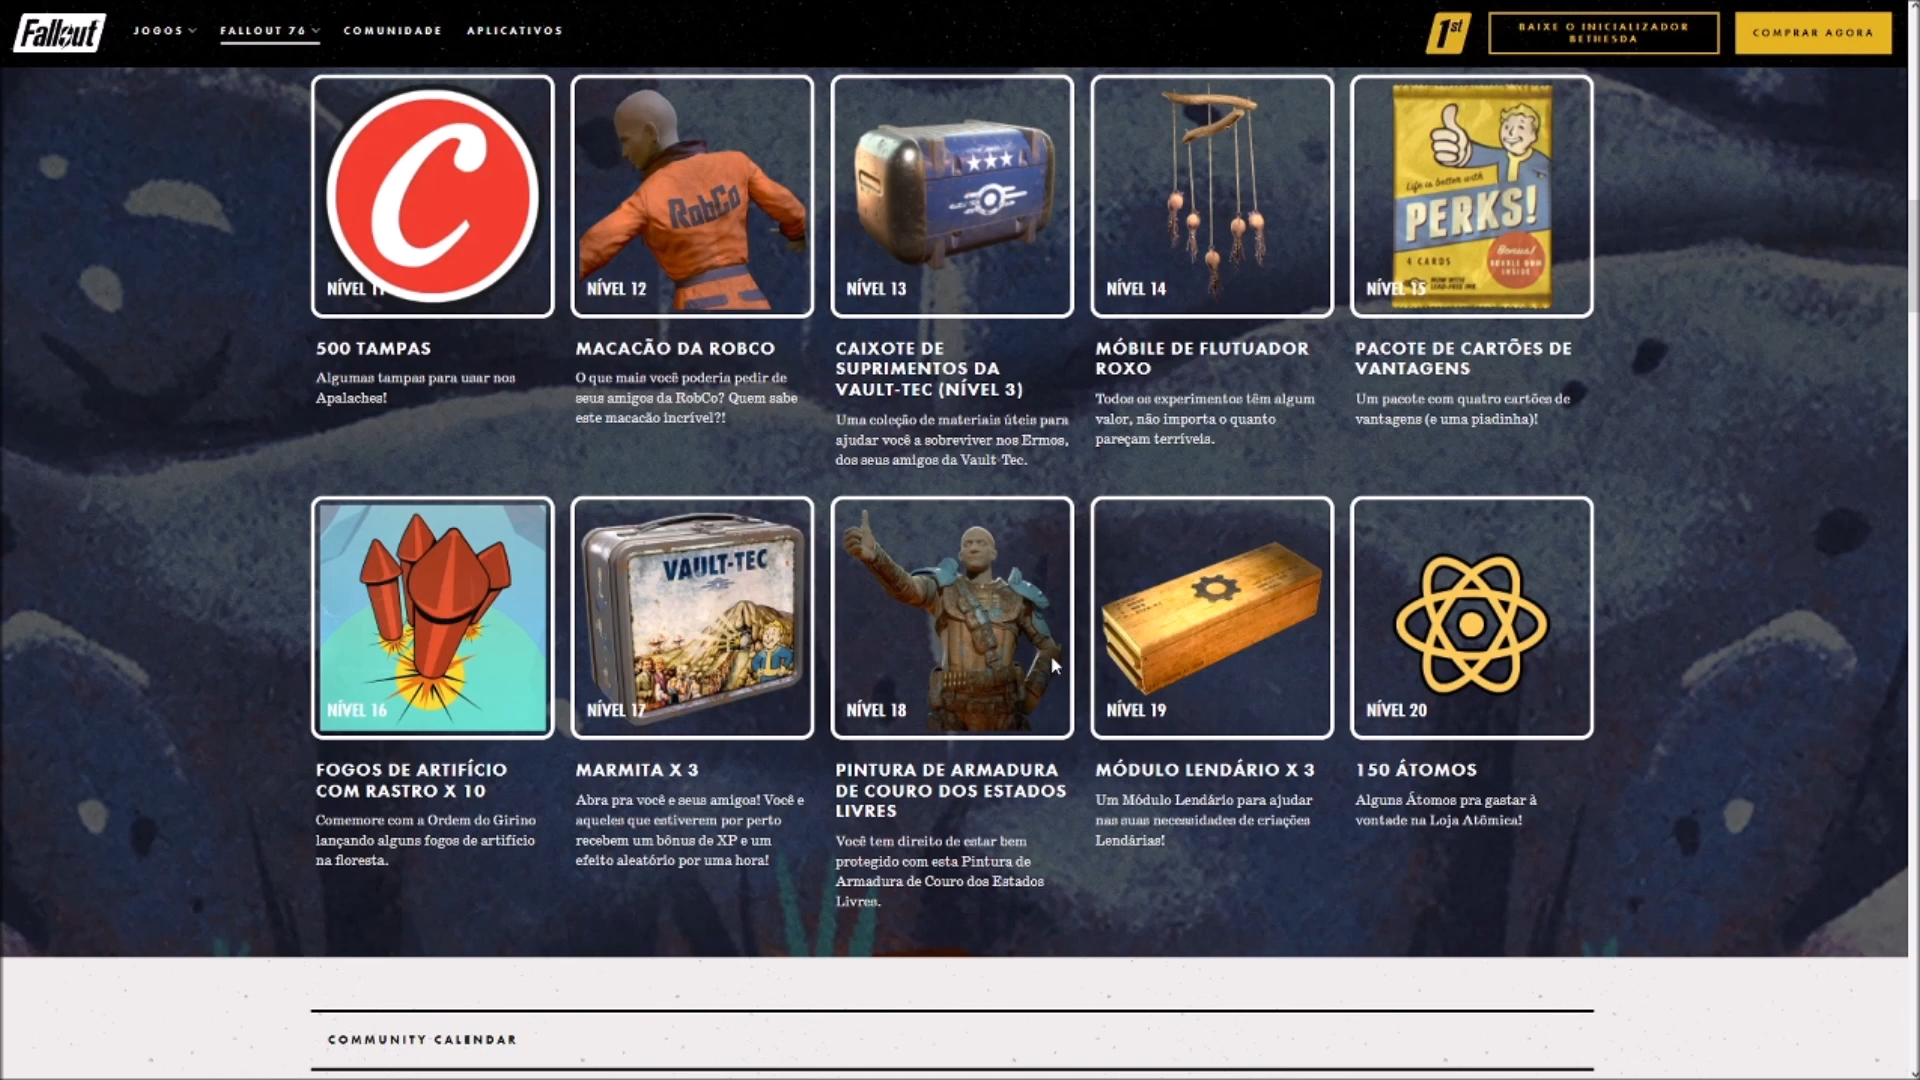 Fallout
JOGOS
FALLOUT 76
COMUNIDADE
APLICATIVOS
1st
BAIXE O INICIALIZADOR
BETHESDA
COMPRAR AGORA
C
NÍVEL 11
RobCo
NÍVEL 12
NÍVEL 13
NÍVEL 14
Life is better with
PERKS!
4 CARDS
Bonus!
BUBBLE GUM
INSIDE
NÍVEL 15
500 TAMPAS
Algumas tampas para usar nos
Apalaches!
MACACÃO DA ROBCO
O que mais você poderia pedir de
seus amigos da RobCo? Quem sabe
este macacão incrível?!
CAIXOTE DE
SUPRIMENTOS DA
VAULT-TEC (NÍVEL 3)
Uma coleção de materiais úteis para
ajudar você a sobreviver nos Ermos,
dos seus amigos da Vault-Tec.
MÓBILE DE FLUTUADOR
ROXO
Todos os experimentos têm algum
valor, não importa o quanto
pareçam terríveis.
PACOTE DE CARTÕES DE
VANTAGENS
Um pacote com quatro cartões de
vantagens (e uma piadinha)!
NÍVEL 16
VAULT-TEC
NÍVEL 17
NÍVEL 18
NÍVEL 19
NÍVEL 20
FOGOS DE ARTIFÍCIO
COM RASTRO X 10
Comemore com a Ordem do Girino
lançando alguns fogos de artifício
na floresta.
MARMITA X 3
Abra pra você e seus amigos! Você e
aqueles que estiverem por perto
recebem um bônus de XP e um
efeito aleatório por uma hora!
PINTURA DE ARMADURA
DE COURO DOS ESTADOS
LIVRES
Você tem direito de estar bem
protegido com esta Pintura de
Armadura de Couro dos Estados
Livres.
MÓDULO LENDÁRIO X 3
Um Módulo Lendário para ajudar
nas suas necessidades de criações
Lendárias!
150 ÁTOMOS
Alguns Átomos pra gastar à
vontade na Loja Atômica!
COMMUNITY CALENDAR